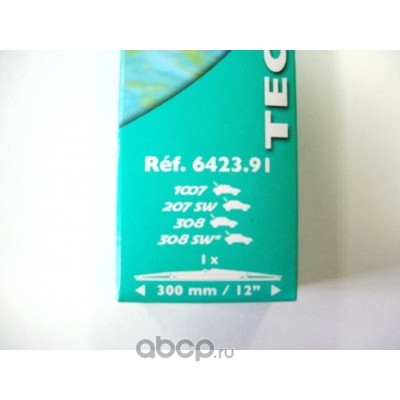 TEC
Réf. 6423.91
1007
207 SW
308
308 SW*
1 x
300 mm / 12"
abcp.ru